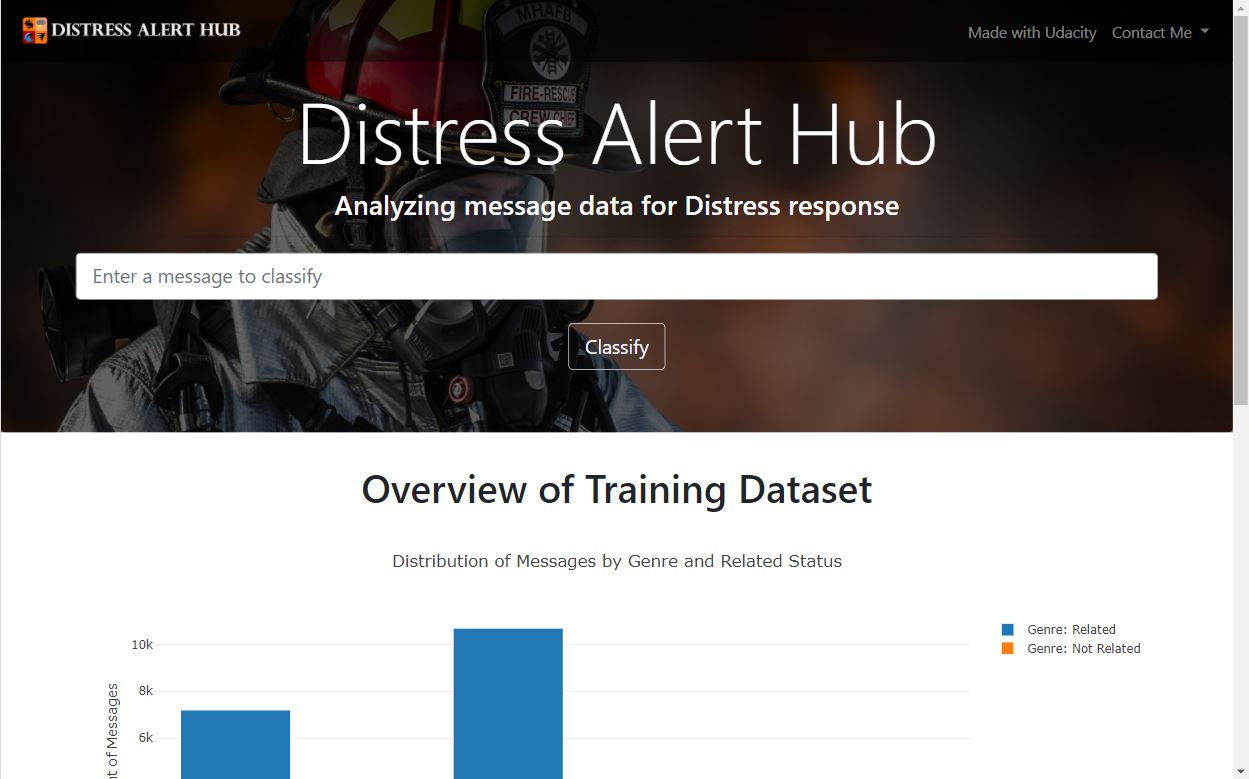 DISTRESS ALERT HUB
Made with Udacity
Contact Me
MHAFB
FIRE-RESCUE
CREW CHIEF
Distress Alert Hub
Analyzing message data for Distress response
Enter a message to classify
Classify
Overview of Training Dataset
Distribution of Messages by Genre and Related Status
10k
8k
6k
nt of Messages
Genre: Related
Genre: Not Related